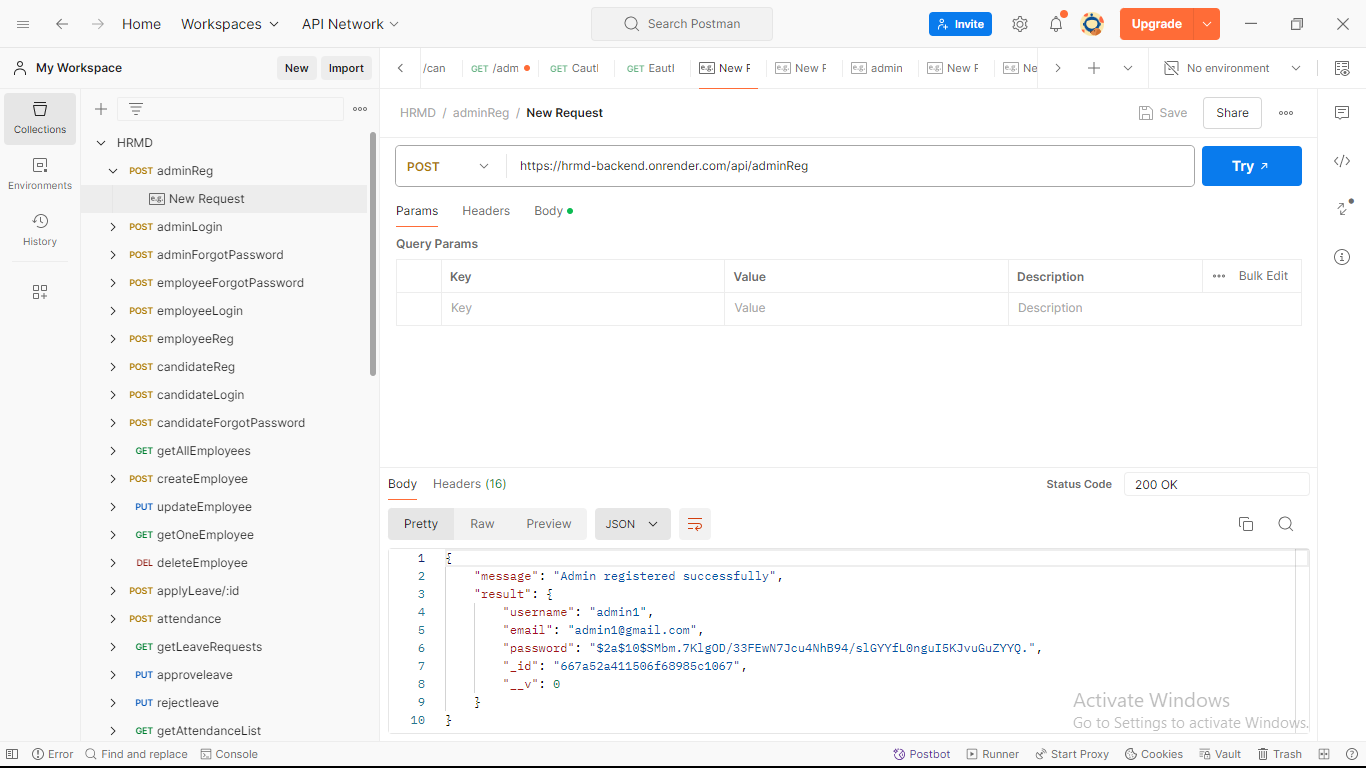 Home Workspaces API Network Search Postman Invite Upgrade
My Workspace New Import /can GET /adm GET Cautl GET Eautl e.g. New F e.g. New F e.g. admin e.g. New F e.g. Ne No environment
Collections
Environments
History
HRMD
POST adminReg
e.g. New Request
POST adminLogin
POST adminForgotPassword
POST employeeForgotPassword
POST employeeLogin
POST employeeReg
POST candidateReg
POST candidateLogin
POST candidateForgotPassword
GET getAllEmployees
POST createEmployee
PUT updateEmployee
GET getOneEmployee
DEL deleteEmployee
POST applyLeave/:id
POST attendance
GET getLeaveRequests
PUT approveleave
PUT rejectleave
GET getAttendanceList
HRMD / adminReg / New Request Save Share
POST https://hrmd-backend.onrender.com/api/adminReg Try
Params Headers Body
Query Params
Key Value Description Bulk Edit
Key Value Description
Body Headers (16) Status Code 200 OK
Pretty Raw Preview JSON
1 {
2 "message": "Admin registered successfully",
3 "result": {
4 "username": "admin1",
5 "email": "admin1@gmail.com",
6 "password": "$2a$10$SMbm.7KlgOD/33FEwN7Jcu4NhB94/slGYYfL0nguI5KJvuGuZYYQ.",
7 "_id": "667a52a411506f68985c1067",
8 "__v": 0
9 }
10 }
Activate Windows
Go to Settings to activate Windows.
Error Find and replace Console Postbot Runner Start Proxy Cookies Vault Trash